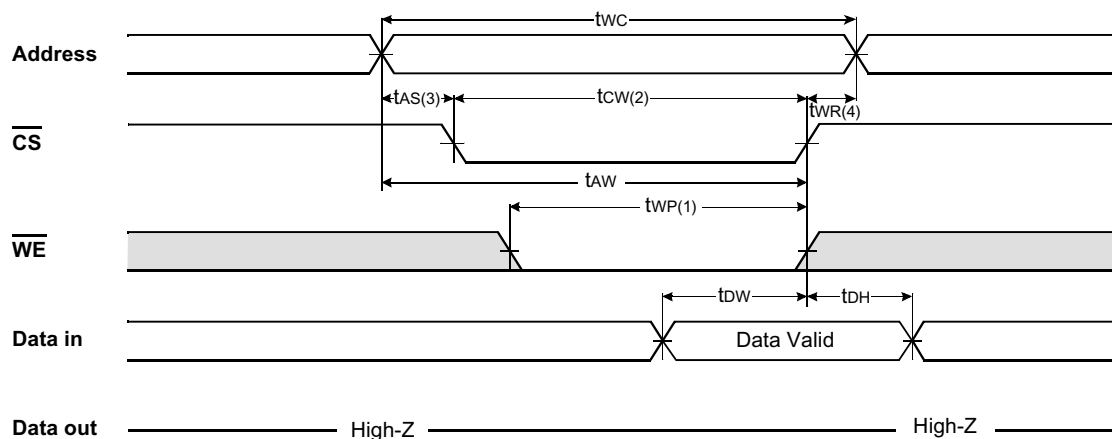 tWC
Address
tAS(3) tCW(2) tWR(4)
CS
tAW
tWP(1)
WE
tDW tDH
Data in Data Valid
Data out High-Z High-Z